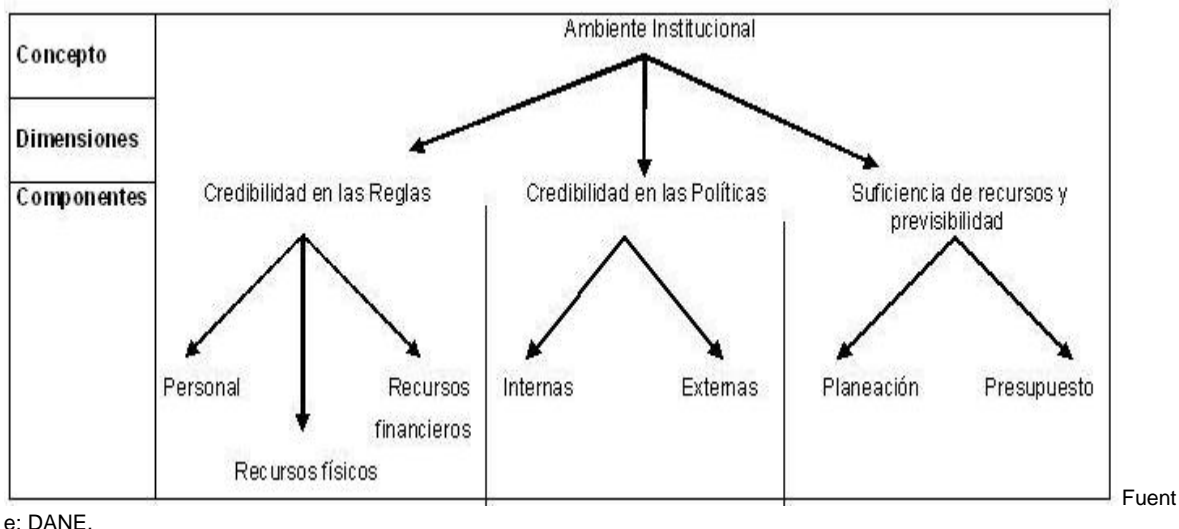 Concepto
Ambiente Institucional
Dimensiones
Componentes
Credibilidad en las Reglas
Credibilidad en las Políticas
Suficiencia de recursos y
previsibilidad
Personal
Recursos
financieros
Recursos físicos
Internas
Externas
Planeación
Presupuesto
Fuent
e: DANE.